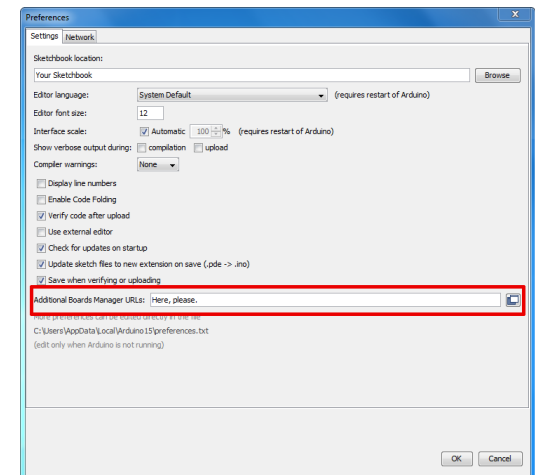 Preferences
X
Settings Network
Sketchbook location:
Your Sketchbook Browse
Editor language: System Default (requires restart of Arduino)
Editor font size: 12
Interface scale: Automatic 100 % (requires restart of Arduino)
Show verbose output during: compilation upload
Compiler warnings: None
Display line numbers
Enable Code Folding
Verify code after upload
Use external editor
Check for updates on startup
Update sketch files to new extension on save (.pde -> .ino)
Save when verifying or uploading
Additional Boards Manager URLs: Here, please.
More preferences can be edited directly in the file
C:\Users\AppData\Local\Arduino15\preferences.txt
(edit only when Arduino is not running)
OK Cancel